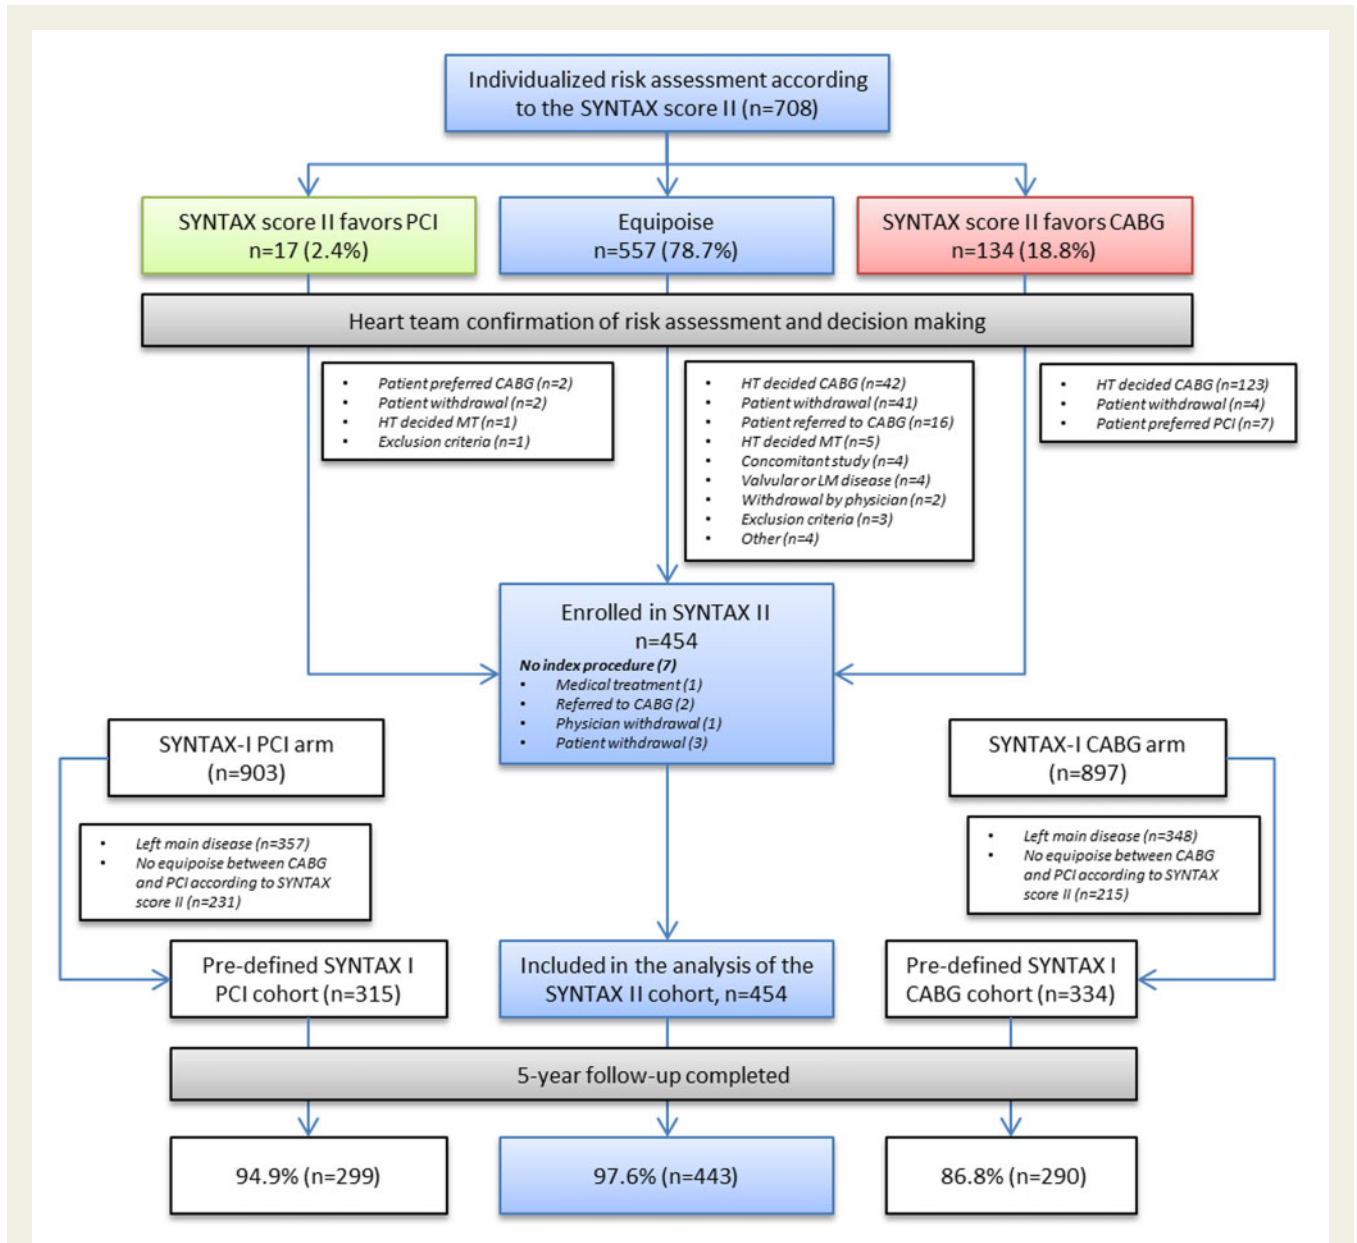 Individualized risk assessment according
to the SYNTAX score II (n=708)
SYNTAX score II favors PCI
n=17 (2.4%)
Equipoise
n=557 (78.7%)
SYNTAX score II favors CABG
n=134 (18.8%)
Heart team confirmation of risk assessment and decision making
• Patient preferred CABG (n=2)
• Patient withdrawal (n=2)
• HT decided MT (n=1)
• Exclusion criteria (n=1)
• HT decided CABG (n=42)
• Patient withdrawal (n=41)
• Patient referred to CABG (n=16)
• HT decided MT (n=5)
• Concomitant study (n=4)
• Valvular or LM disease (n=4)
• Withdrawal by physician (n=2)
• Exclusion criteria (n=3)
• Other (n=4)
• HT decided CABG (n=123)
• Patient withdrawal (n=4)
• Patient preferred PCI (n=7)
Enrolled in SYNTAX II
n=454
No index procedure (7)
• Medical treatment (1)
• Referred to CABG (2)
• Physician withdrawal (1)
• Patient withdrawal (3)
SYNTAX-I PCI arm
(n=903)
SYNTAX-I CABG arm
(n=897)
• Left main disease (n=357)
• No equipoise between CABG
and PCI according to SYNTAX
score II (n=231)
• Left main disease (n=348)
• No equipoise between CABG
and PCI according to SYNTAX
score II (n=215)
Pre-defined SYNTAX I
PCI cohort (n=315)
Included in the analysis of the
SYNTAX II cohort, n=454
Pre-defined SYNTAX I
CABG cohort (n=334)
5-year follow-up completed
94.9% (n=299)
97.6% (n=443)
86.8% (n=290)